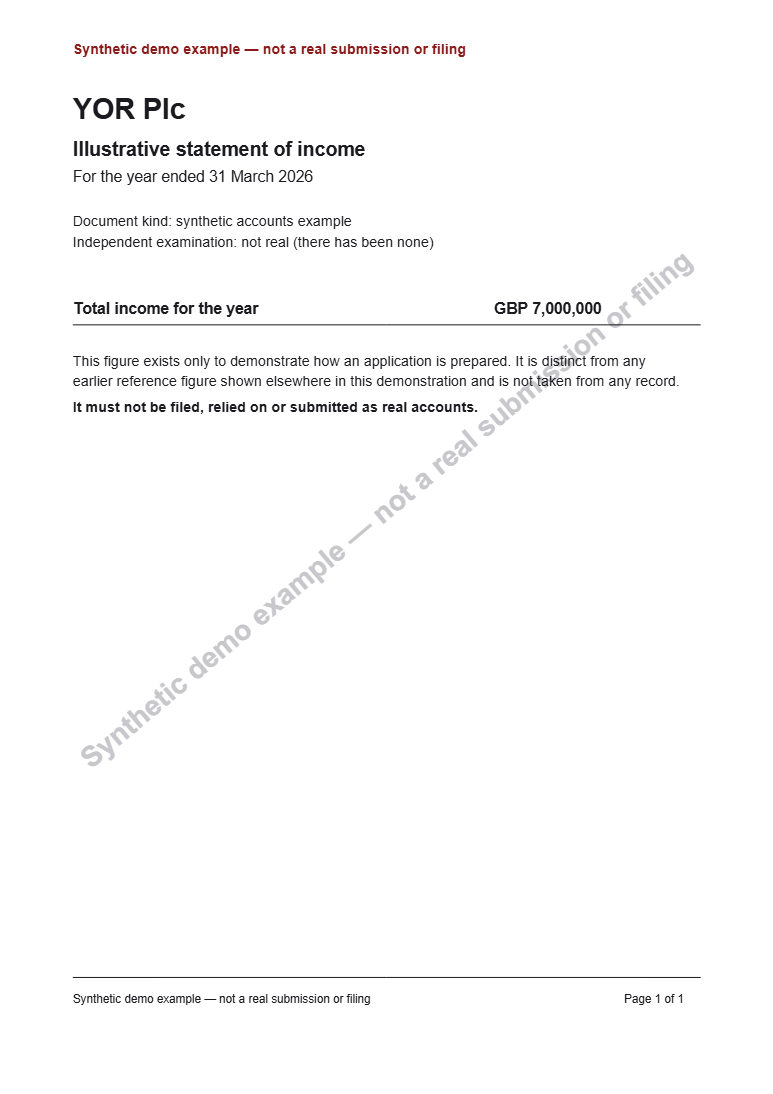 Synthetic demo example — not a real submission or filing
YOR Plc
Illustrative statement of income
For the year ended 31 March 2026
Document kind: synthetic accounts example
Independent examination: not real (there has been none)
Total income for the year GBP 7,000,000
This figure exists only to demonstrate how an application is prepared. It is distinct from any
earlier reference figure shown elsewhere in this demonstration and is not taken from any record.
It must not be filed, relied on or submitted as real accounts.
Synthetic demo example — not a real submission or filing
Synthetic demo example — not a real submission or filing Page 1 of 1